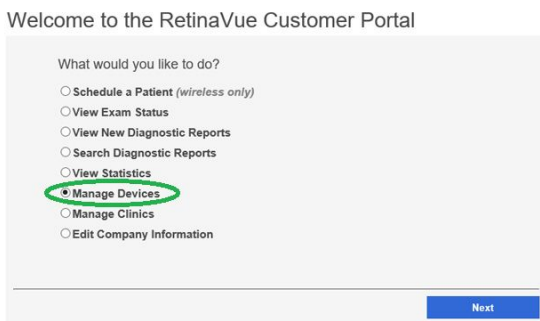 Welcome to the RetinaVue Customer Portal
What would you like to do?
Schedule a Patient (wireless only)
View Exam Status
View New Diagnostic Reports
Search Diagnostic Reports
View Statistics
Manage Devices
Manage Clinics
Edit Company Information
Next